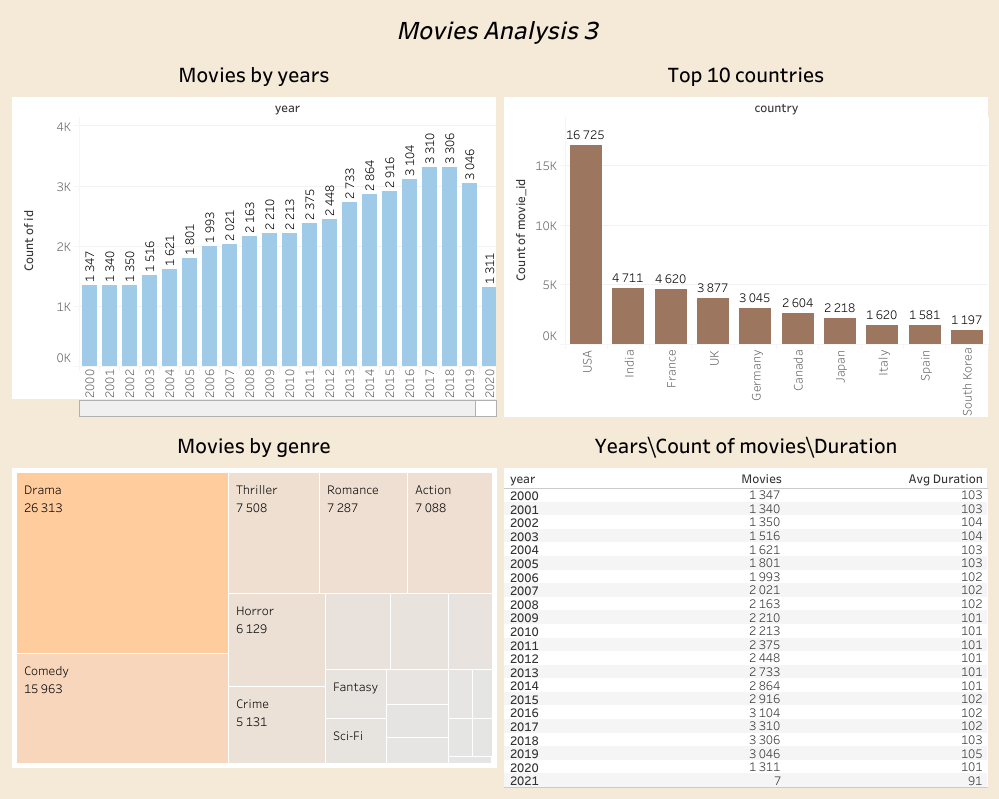 Movies Analysis 3
Movies by years
year
Count of id
4K
3K
2K
1K
0K
1 347
1 340
1 350
1 516
1 621
1 801
1 993
2 021
2 163
2 210
2 213
2 375
2 448
2 733
2 864
2 916
3 104
3 310
3 306
3 046
1 311
2000
2001
2002
2003
2004
2005
2006
2007
2008
2009
2010
2011
2012
2013
2014
2015
2016
2017
2018
2019
2020
Top 10 countries
country
Count of movie_id
15K
10K
5K
0K
16 725
4 711
4 620
3 877
3 045
2 604
2 218
1 620
1 581
1 197
USA
India
France
UK
Germany
Canada
Japan
Italy
Spain
South Korea
Movies by genre
Drama
26 313
Comedy
15 963
Thriller
7 508
Romance
7 287
Action
7 088
Horror
6 129
Crime
5 131
Fantasy
Sci-Fi
Years\Count of movies\Duration
year Movies Avg Duration
2000 1 347 103
2001 1 340 103
2002 1 350 104
2003 1 516 104
2004 1 621 103
2005 1 801 103
2006 1 993 102
2007 2 021 102
2008 2 163 102
2009 2 210 101
2010 2 213 101
2011 2 375 101
2012 2 448 101
2013 2 733 101
2014 2 864 101
2015 2 916 102
2016 3 104 102
2017 3 310 102
2018 3 306 103
2019 3 046 105
2020 1 311 101
2021 7 91